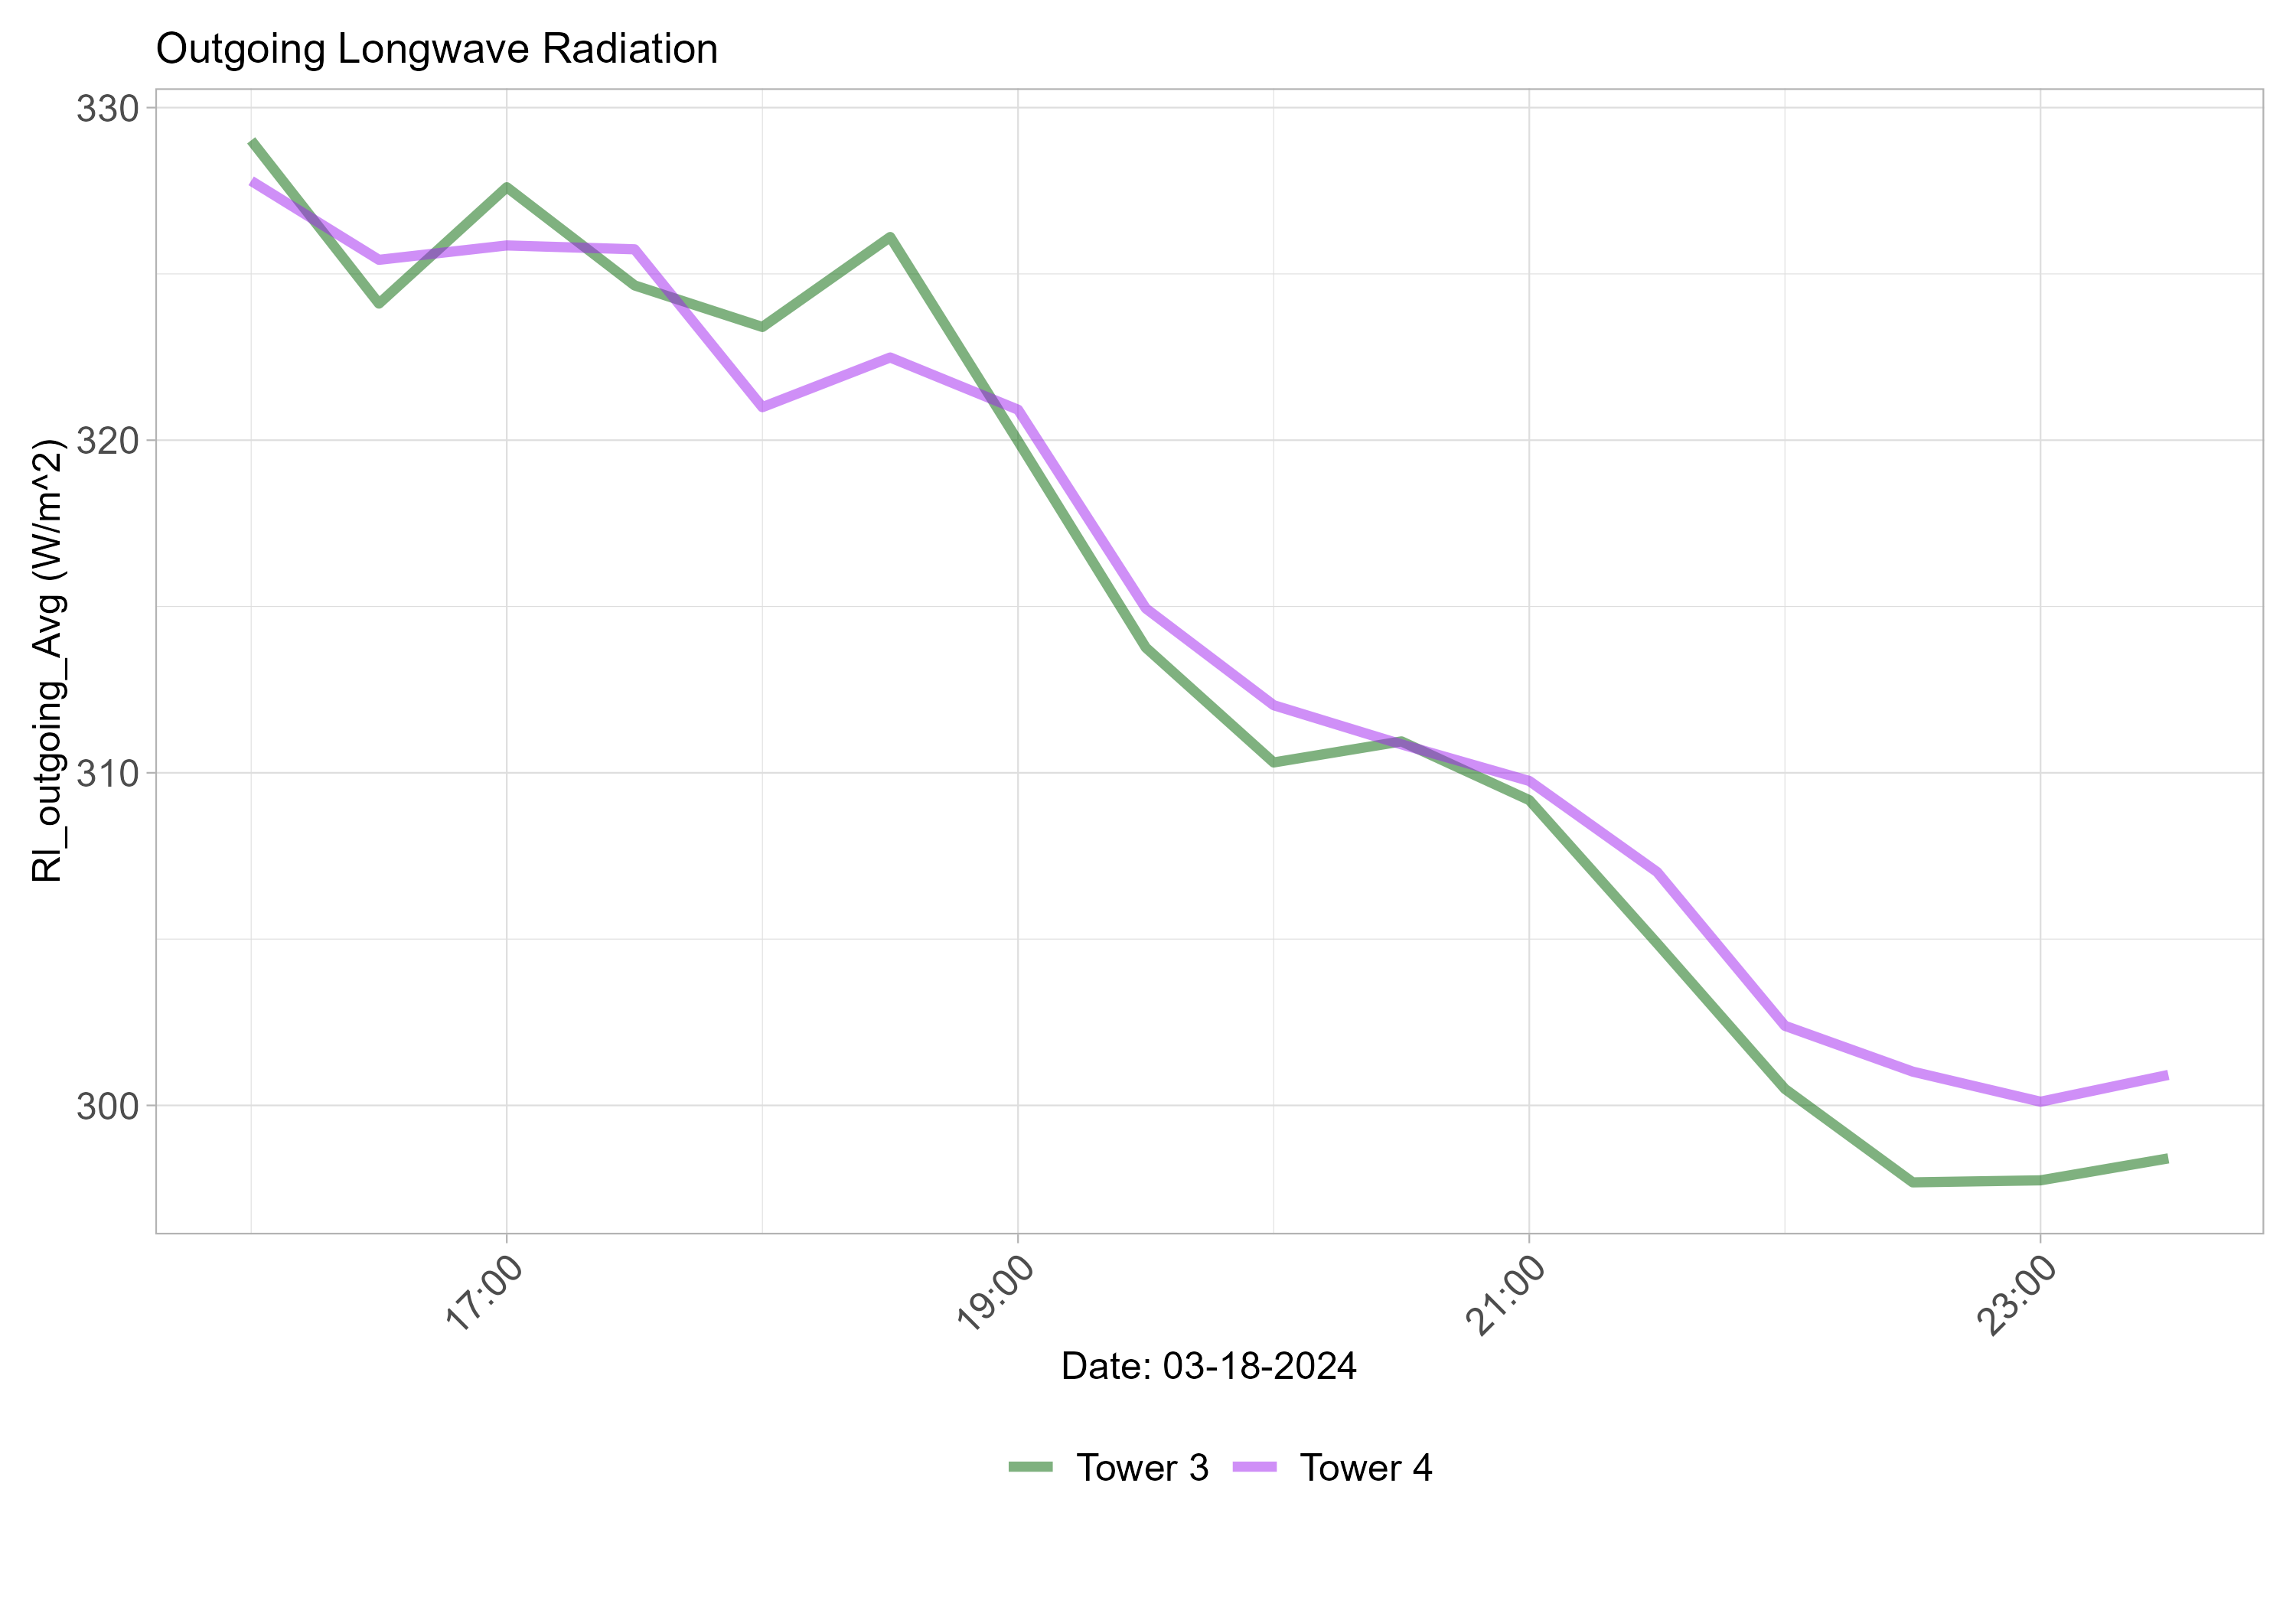 Outgoing Longwave Radiation
Rl_outgoing_Avg (W/m^2)
330
320
310
300
17:00
19:00
21:00
23:00
Date: 03-18-2024
Tower 3
Tower 4